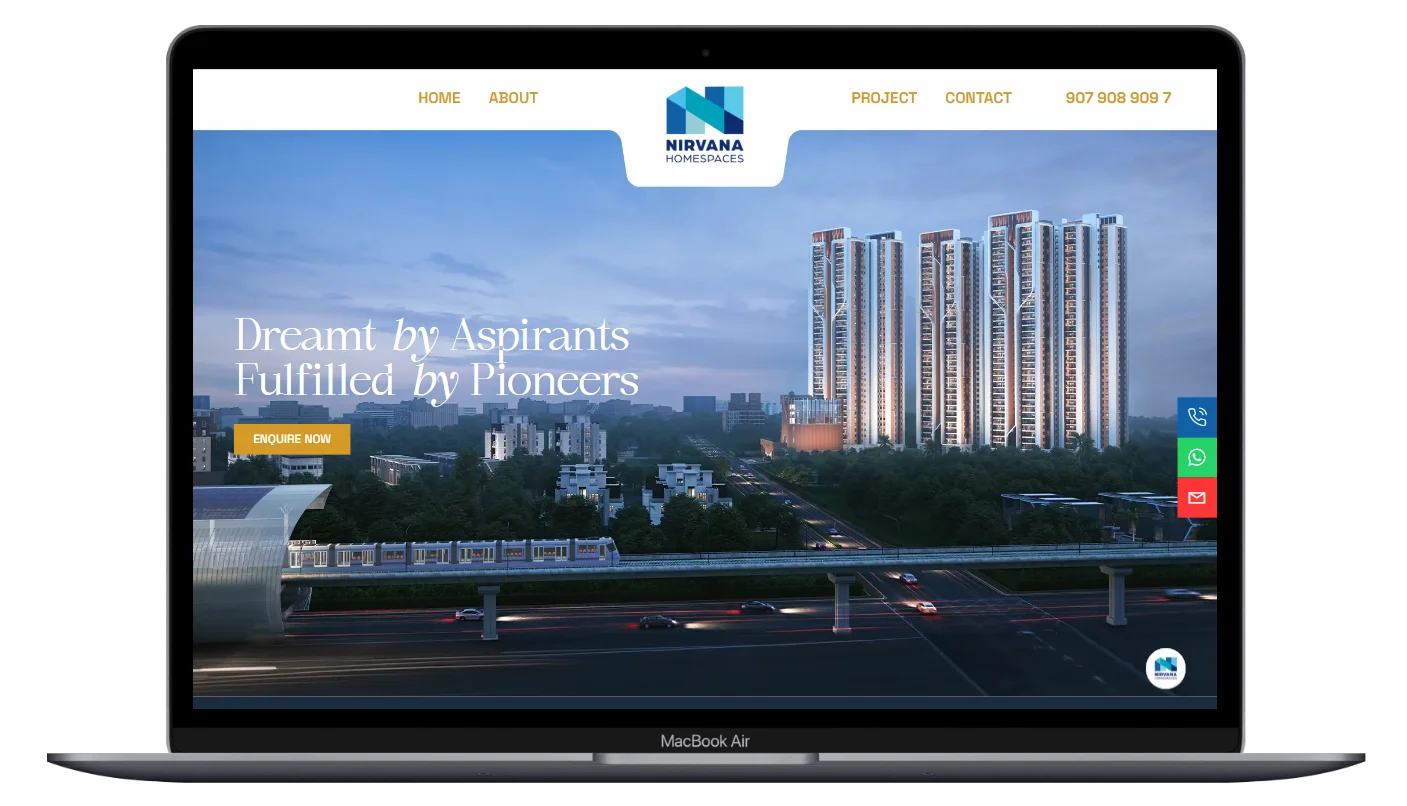 HOME
ABOUT
NIRVANA
HOMESPACES
PROJECT
CONTACT
907 908 909 7
Dreamt by Aspirants
Fulfilled by Pioneers
ENQUIRE NOW
NIRVANA
HOMESPACES
MacBook Air